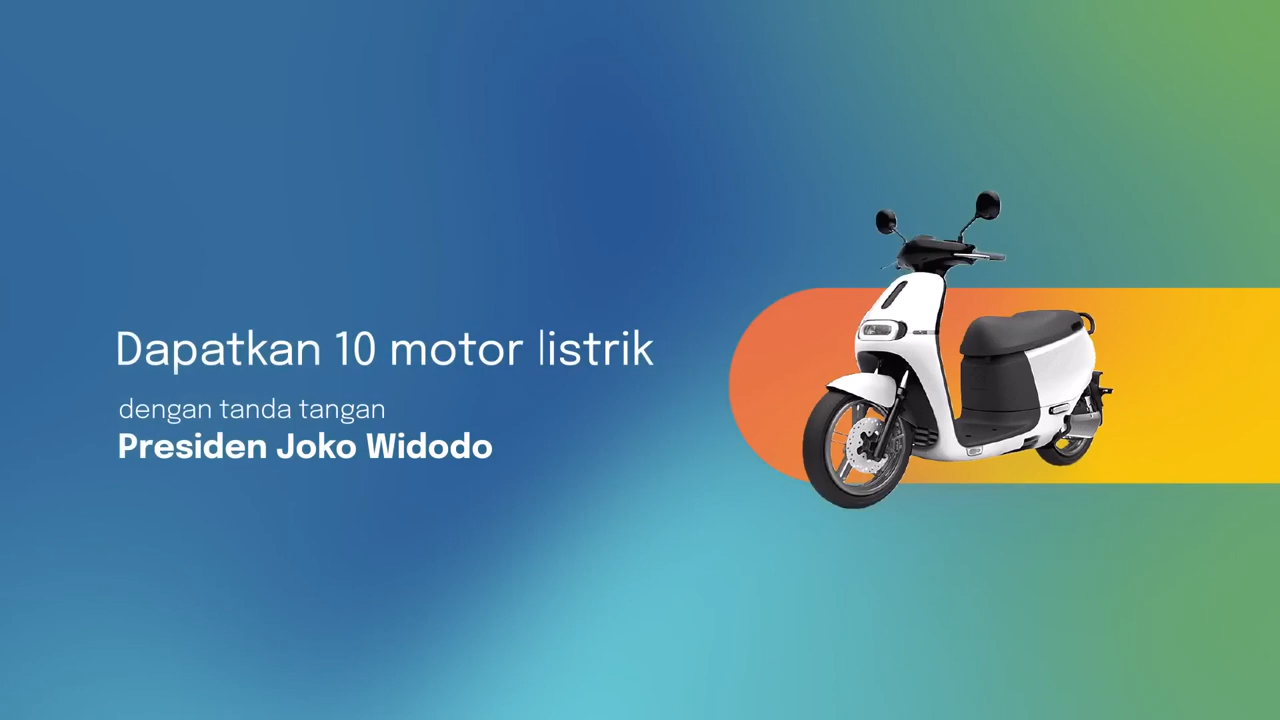 Dapatkan 10 motor listrik
dengan tanda tangan
Presiden Joko Widodo